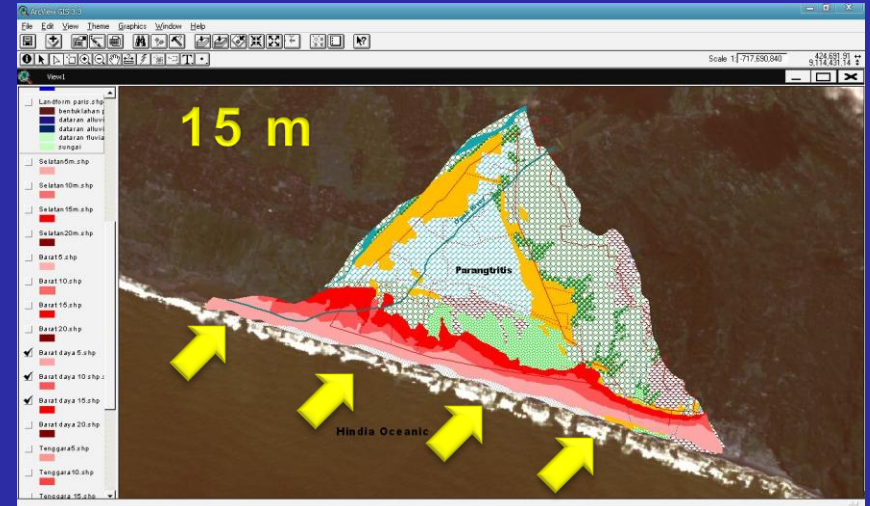 ArcView GIS 3.3
File Edit View Theme Graphics Window Help
Scale 1: -717,690,840
424,691.91
9,114,431.14
View1
Landform paris.shp
bentuklahan
dataran alluvi
dataran alluvi
dataran fluvia
sungai
Selatan5m.shp
Selatan10m.shp
Selatan15m.shp
Selatan20m.shp
Barat5.shp
Barat10.shp
Barat15.shp
Barat20.shp
Barat daya 5.shp
Barat daya 10 shp.s
Barat daya 15.shp
Barat daya 20.shp
Tenggara5.shp
Tenggara10.shp
Tenggara 15.shp
15 m
Parangtritis
Hindia Oceanic